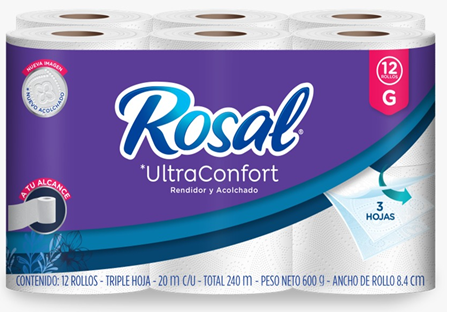 NUEVA IMAGEN
+ NUEVO ACOLCHADO
12
ROLLOS
G
Rosal®
*UltraConfort
Rendidor y Acolchado
A TU ALCANCE
3
HOJAS
CONTENIDO: 12 ROLLOS - TRIPLE HOJA - 20 m C/U - TOTAL 240 m - PESO NETO 600 g - ANCHO DE ROLLO 8.4 cm